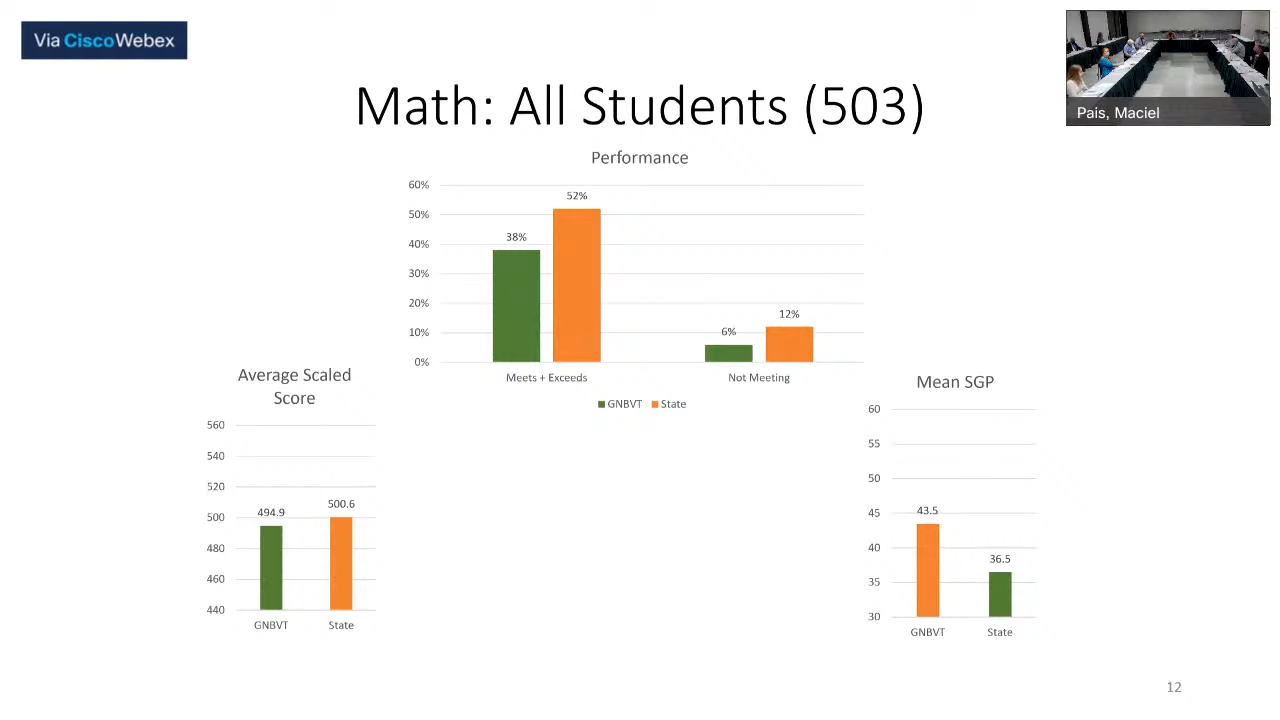 Via CiscoWebex
Pais, Maciel
Math: All Students (503)
Performance
60%
50%
40%
30%
20%
10%
0%
38%
52%
6%
12%
Meets + Exceeds
Not Meeting
GNBVT State
Average Scaled
Score
560
540
520
500
480
460
440
494.9
500.6
GNBVT
State
Mean SGP
60
55
50
45
40
35
30
43.5
36.5
GNBVT
State
12